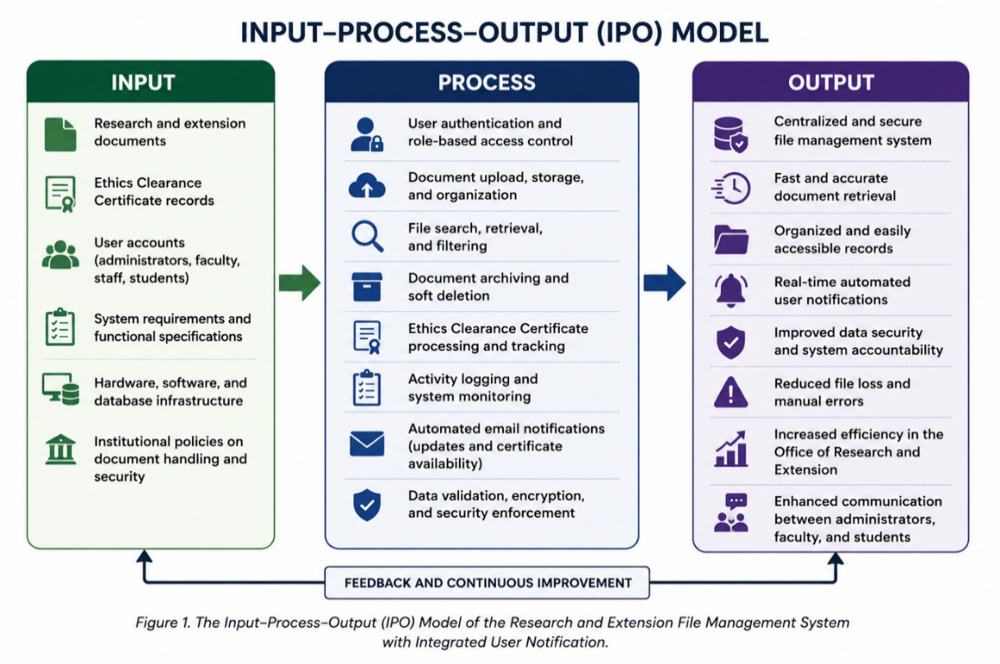 INPUT–PROCESS–OUTPUT (IPO) MODEL
INPUT
Research and extension
documents
Ethics Clearance
Certificate records
User accounts
(administrators, faculty,
staff, students)
System requirements and
functional specifications
Hardware, software, and
database infrastructure
Institutional policies on
document handling and
security
PROCESS
User authentication and
role-based access control
Document upload, storage,
and organization
File search, retrieval,
and filtering
Document archiving and
soft deletion
Ethics Clearance Certificate
processing and tracking
Activity logging and
system monitoring
Automated email notifications
(updates and certificate
availability)
Data validation, encryption,
and security enforcement
OUTPUT
Centralized and secure
file management system
Fast and accurate
document retrieval
Organized and easily
accessible records
Real-time automated
user notifications
Improved data security
and system accountability
Reduced file loss and
manual errors
Increased efficiency in the
Office of Research and
Extension
Enhanced communication
between administrators,
faculty, and students
FEEDBACK AND CONTINUOUS IMPROVEMENT
Figure 1. The Input–Process–Output (IPO) Model of the Research and Extension File Management System
with Integrated User Notification.